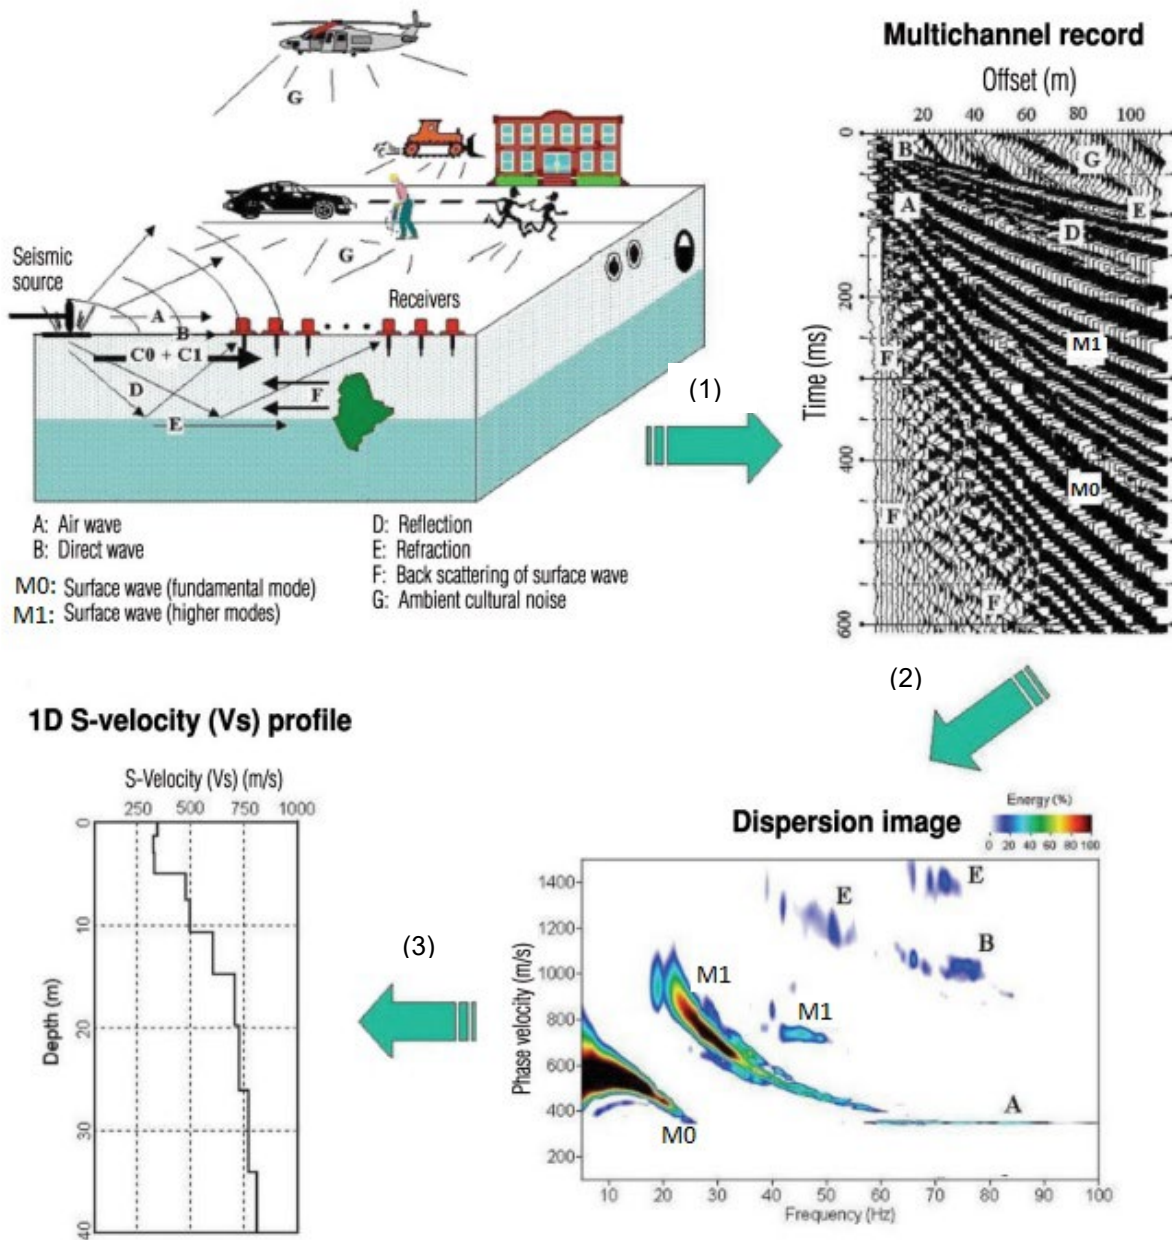 G
Seismic
source
A
B
C0 + C1
D
E
F
G
Receivers
A: Air wave
B: Direct wave
M0: Surface wave (fundamental mode)
M1: Surface wave (higher modes)
D: Reflection
E: Refraction
F: Back scattering of surface wave
G: Ambient cultural noise
(1)
Multichannel record
Offset (m)
20 40 60 80 100
Time (ms)
0
200
400
600
B
G
A
E
D
M1
F
M0
F
F
(2)
Dispersion image
Energy (%)
0 20 40 60 80 100
Phase velocity (m/s)
1400
1200
1000
800
600
400
200
E
E
B
M1
M1
A
M0
10 20 30 40 50 60 70 80 90 100
Frequency (Hz)
(3)
1D S-velocity (Vs) profile
S-Velocity (Vs) (m/s)
250 500 750 1000
Depth (m)
0
10
20
30
40